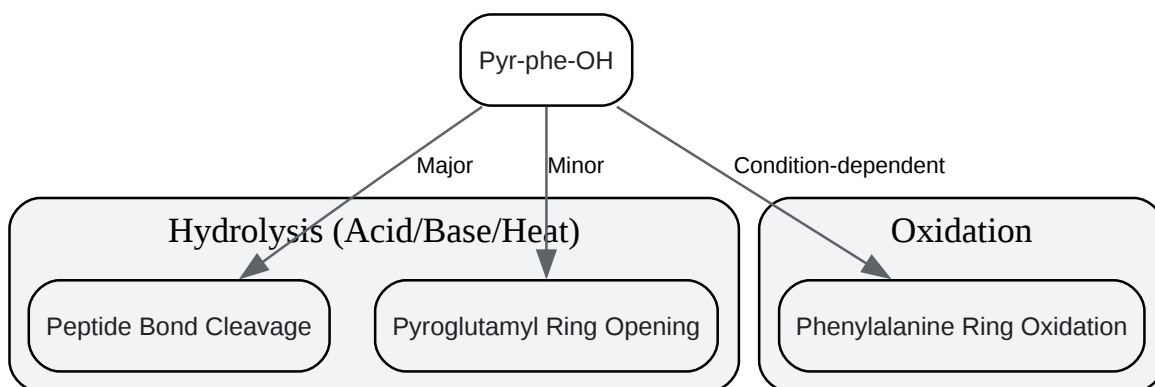 Pyr-phe-OH
Major
Minor
Condition-dependent
Hydrolysis (Acid/Base/Heat)
Oxidation
Peptide Bond Cleavage
Pyroglutamyl Ring Opening
Phenylalanine Ring Oxidation